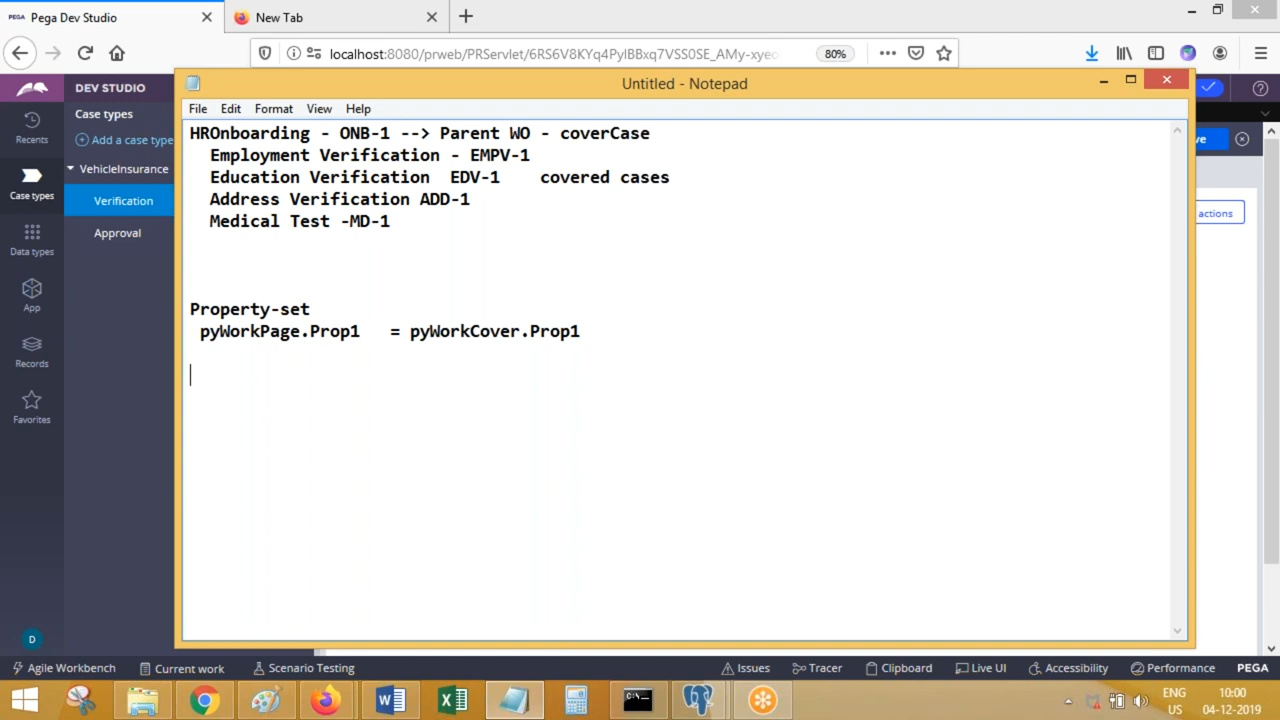 PEGA Pega Dev Studio
New Tab
localhost:8080/prweb/PRServlet/6RS6V8KYq4PylBBxq7VSS0SE_AMy-xyeo
80%
Untitled - Notepad
DEV STUDIO
File Edit Format View Help
Case types
Add a case type
VehicleInsurance
Verification
Approval
Recents
Case types
Data types
App
Records
Favorites
D
HROnboarding - ONB-1 --> Parent WO - coverCase
Employment Verification - EMPV-1
Education Verification EDV-1 covered cases
Address Verification ADD-1
Medical Test -MD-1
Property-set
pyWorkPage.Prop1 = pyWorkCover.Prop1
ve
actions
Agile Workbench Current work Scenario Testing Issues Tracer Clipboard Live UI Accessibility Performance PEGA
ENG 10:00
US 04-12-2019